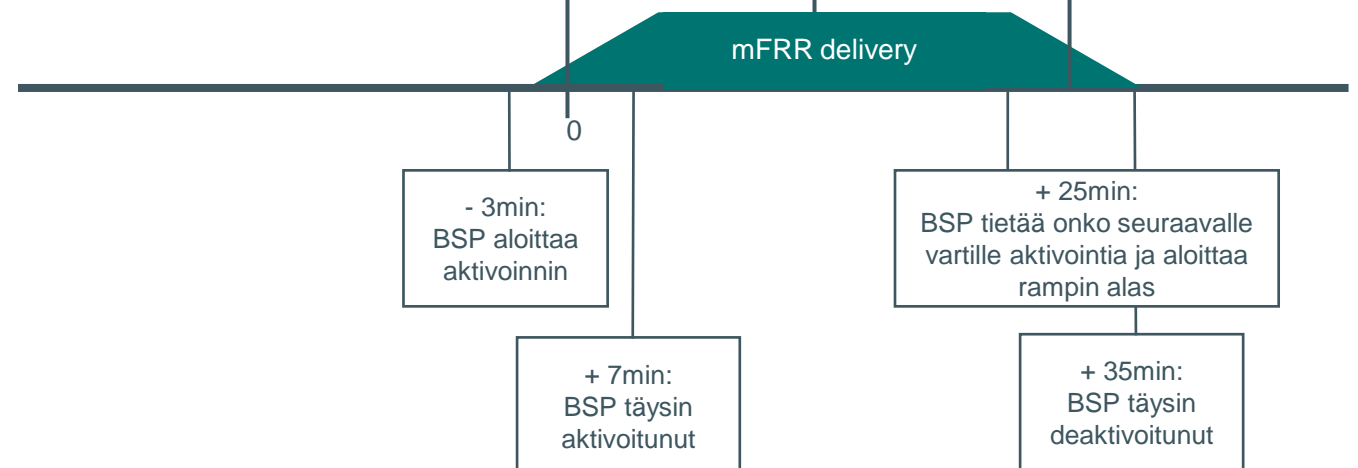 mFRR delivery
0
- 3min:
BSP aloittaa
aktivoinnin
+ 7min:
BSP täysin
aktivoitunut
+ 25min:
BSP tietää onko seuraavalle
vartille aktivointia ja aloittaa
rampin alas
+ 35min:
BSP täysin
deaktivoitunut